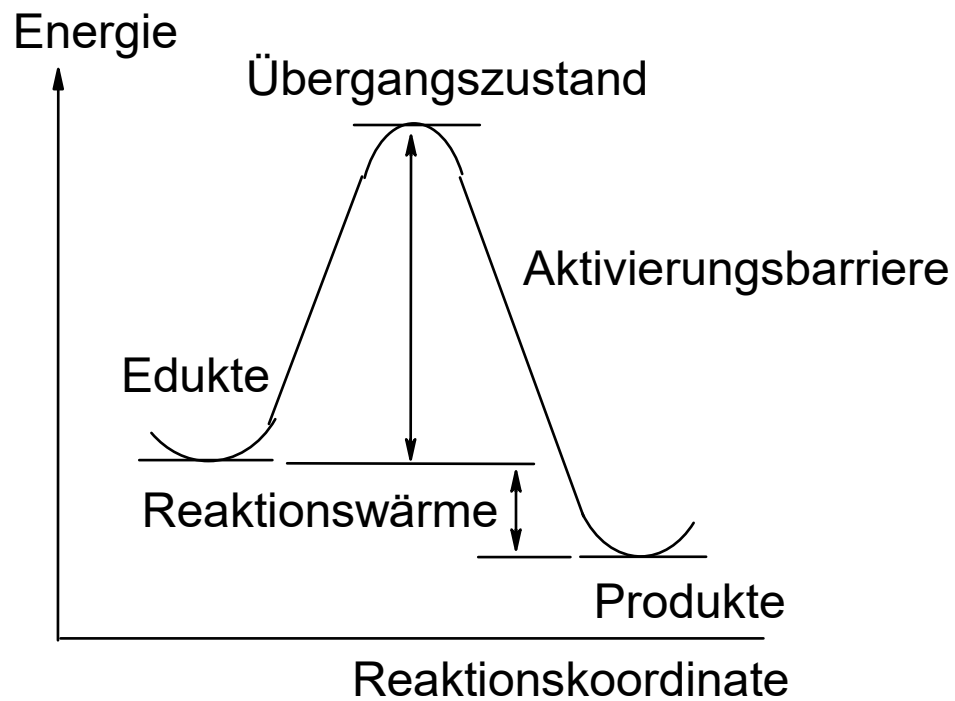 Energie
Übergangszustand
Aktivierungsbarriere
Edukte
Reaktionswärme
Produkte
Reaktionskoordinate